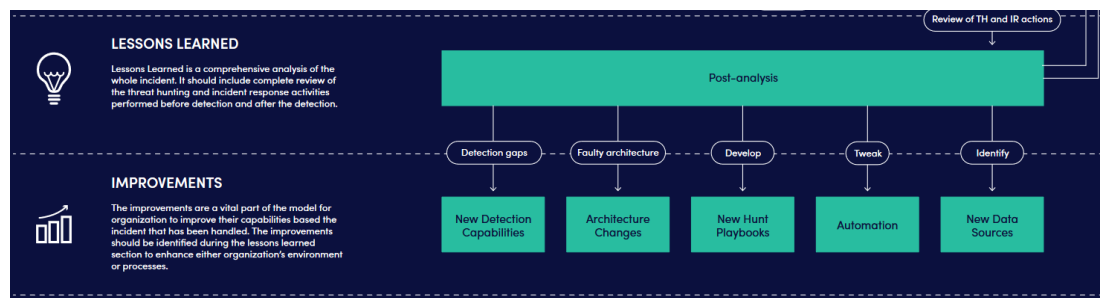 Review of TH and IR actions
LESSONS LEARNED
Lessons Learned is a comprehensive analysis of the
whole incident. It should include complete review of
the threat hunting and incident response activities
performed before detection and after the detection.
Post-analysis
Detection gaps
Faulty architecture
Develop
Tweak
Identify
IMPROVEMENTS
The improvements are a vital part of the model for
organization to improve their capabilities based the
incident that has been handled. The improvements
should be identified during the lessons learned
section to enhance either organization's environment
or processes.
New Detection
Capabilities
Architecture
Changes
New Hunt
Playbooks
Automation
New Data
Sources